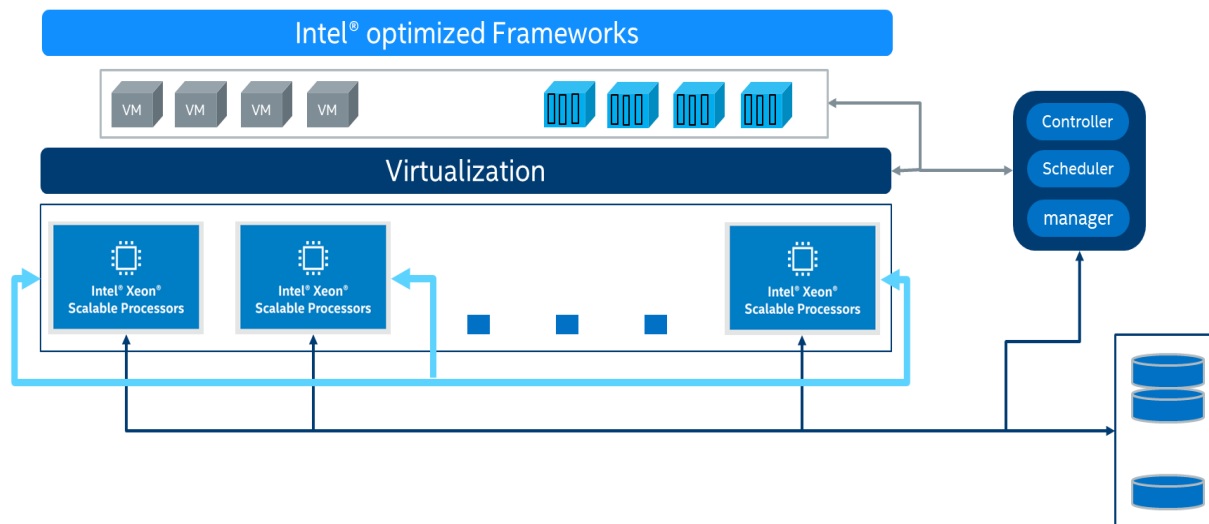 Intel® optimized Frameworks
VM
VM
VM
VM
Controller
Scheduler
manager
Virtualization
Intel® Xeon®
Scalable Processors
Intel® Xeon®
Scalable Processors
Intel® Xeon®
Scalable Processors